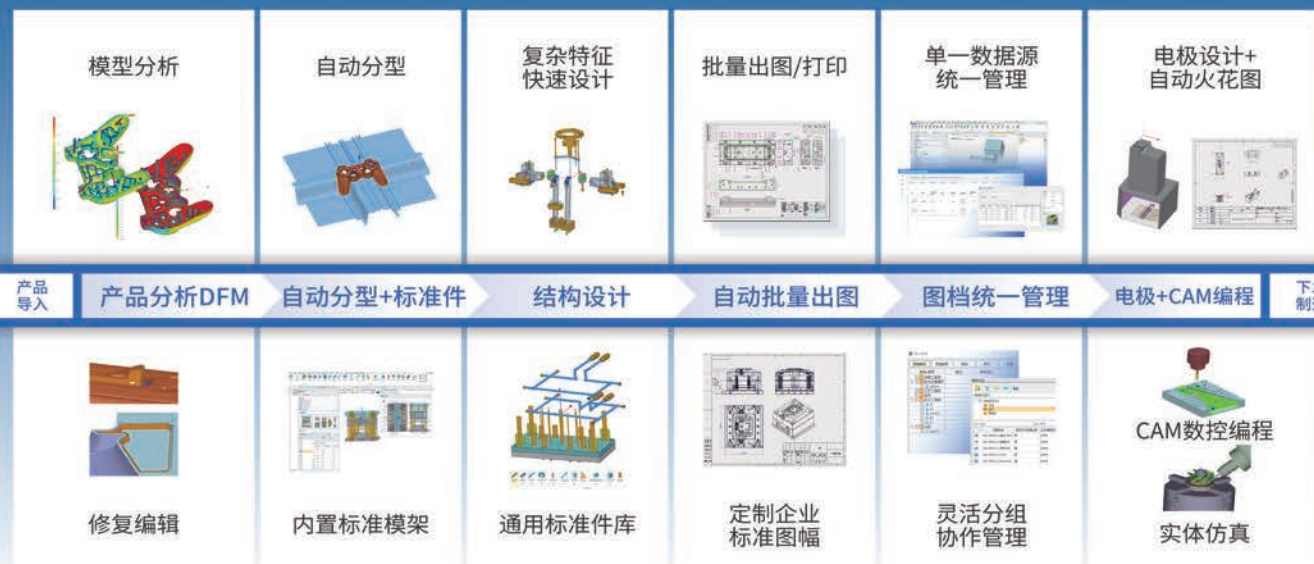 模型分析
自动分型
复杂特征
快速设计
批量出图/打印
单一数据源
统一管理
电极设计+
自动火花图
产品
导入
产品分析DFM
自动分型+标准件
结构设计
自动批量出图
图档统一管理
电极+CAM编程
修复编辑
内置标准模架
通用标准件库
定制企业
标准图幅
灵活分组
协作管理
CAM数控编程
实体仿真